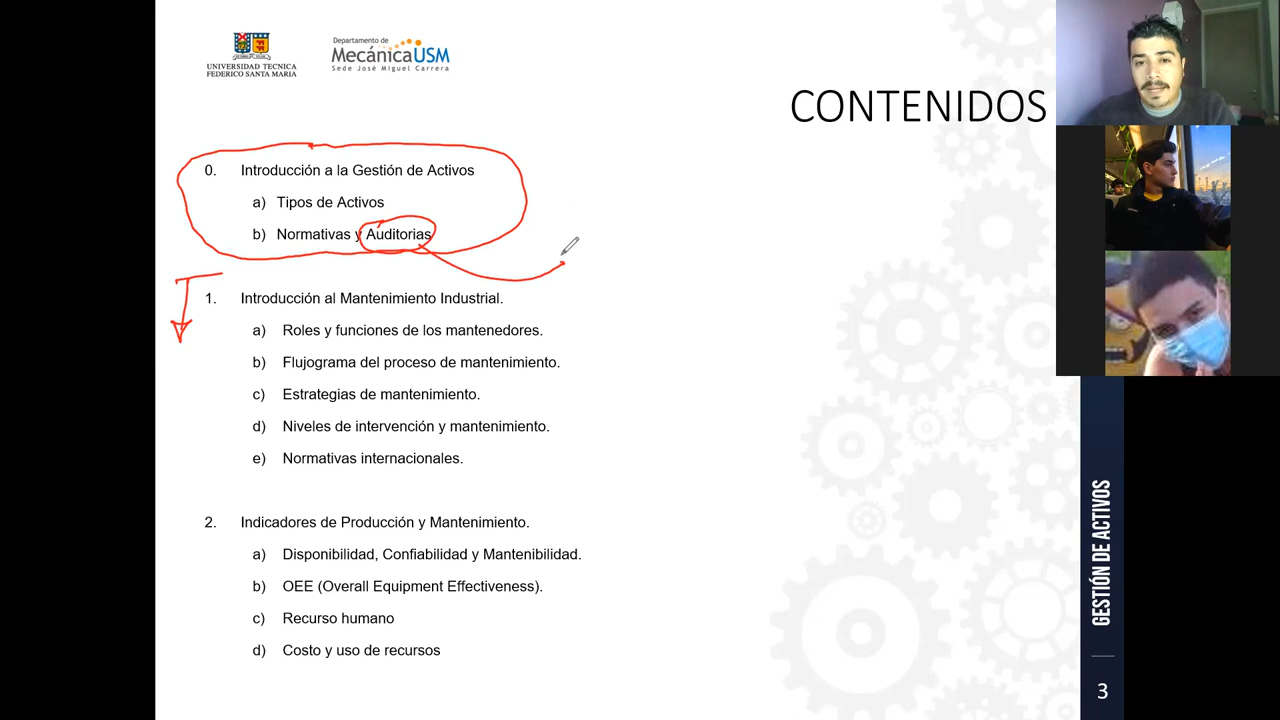 UNIVERSIDAD TECNICA
FEDERICO SANTA MARIA
Departamento de
MecánicaUSM
Sede José Miguel Carrera
CONTENIDOS
0. Introducción a la Gestión de Activos
a) Tipos de Activos
b) Normativas y Auditorias
1. Introducción al Mantenimiento Industrial.
a) Roles y funciones de los mantenedores.
b) Flujograma del proceso de mantenimiento.
c) Estrategias de mantenimiento.
d) Niveles de intervención y mantenimiento.
e) Normativas internacionales.
2. Indicadores de Producción y Mantenimiento.
a) Disponibilidad, Confiabilidad y Mantenibilidad.
b) OEE (Overall Equipment Effectiveness).
c) Recurso humano
d) Costo y uso de recursos
GESTIÓN DE ACTIVOS
3